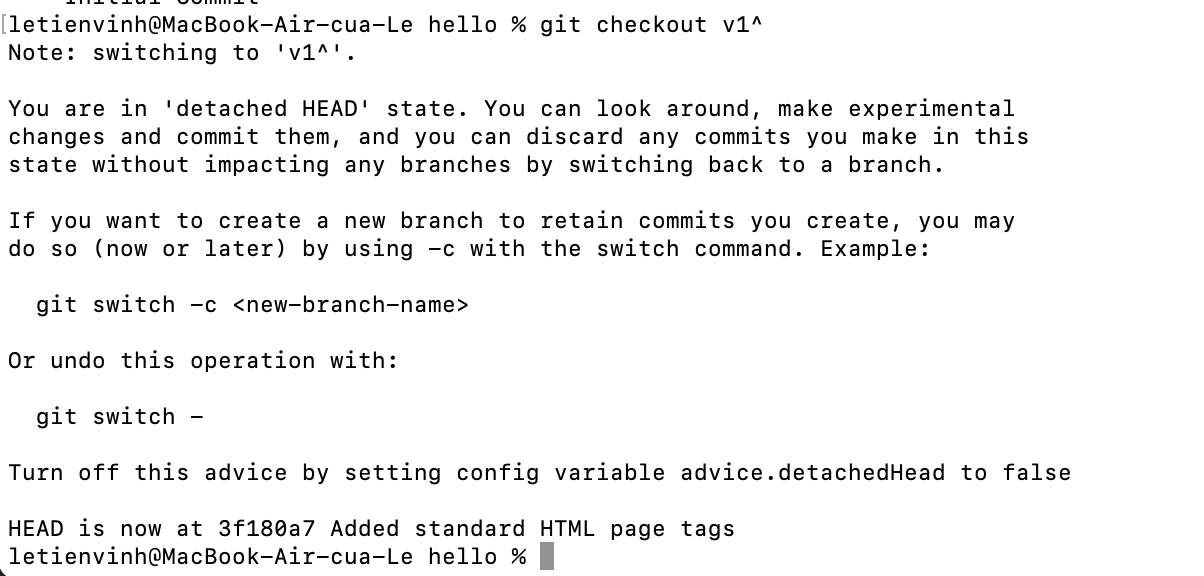 Initial Commit
[letienvinh@MacBook-Air-cua-Le hello % git checkout v1^
Note: switching to 'v1^'.
You are in 'detached HEAD' state. You can look around, make experimental
changes and commit them, and you can discard any commits you make in this
state without impacting any branches by switching back to a branch.
If you want to create a new branch to retain commits you create, you may
do so (now or later) by using -c with the switch command. Example:
git switch -c <new-branch-name>
Or undo this operation with:
git switch -
Turn off this advice by setting config variable advice.detachedHead to false
HEAD is now at 3f180a7 Added standard HTML page tags
letienvinh@MacBook-Air-cua-Le hello %